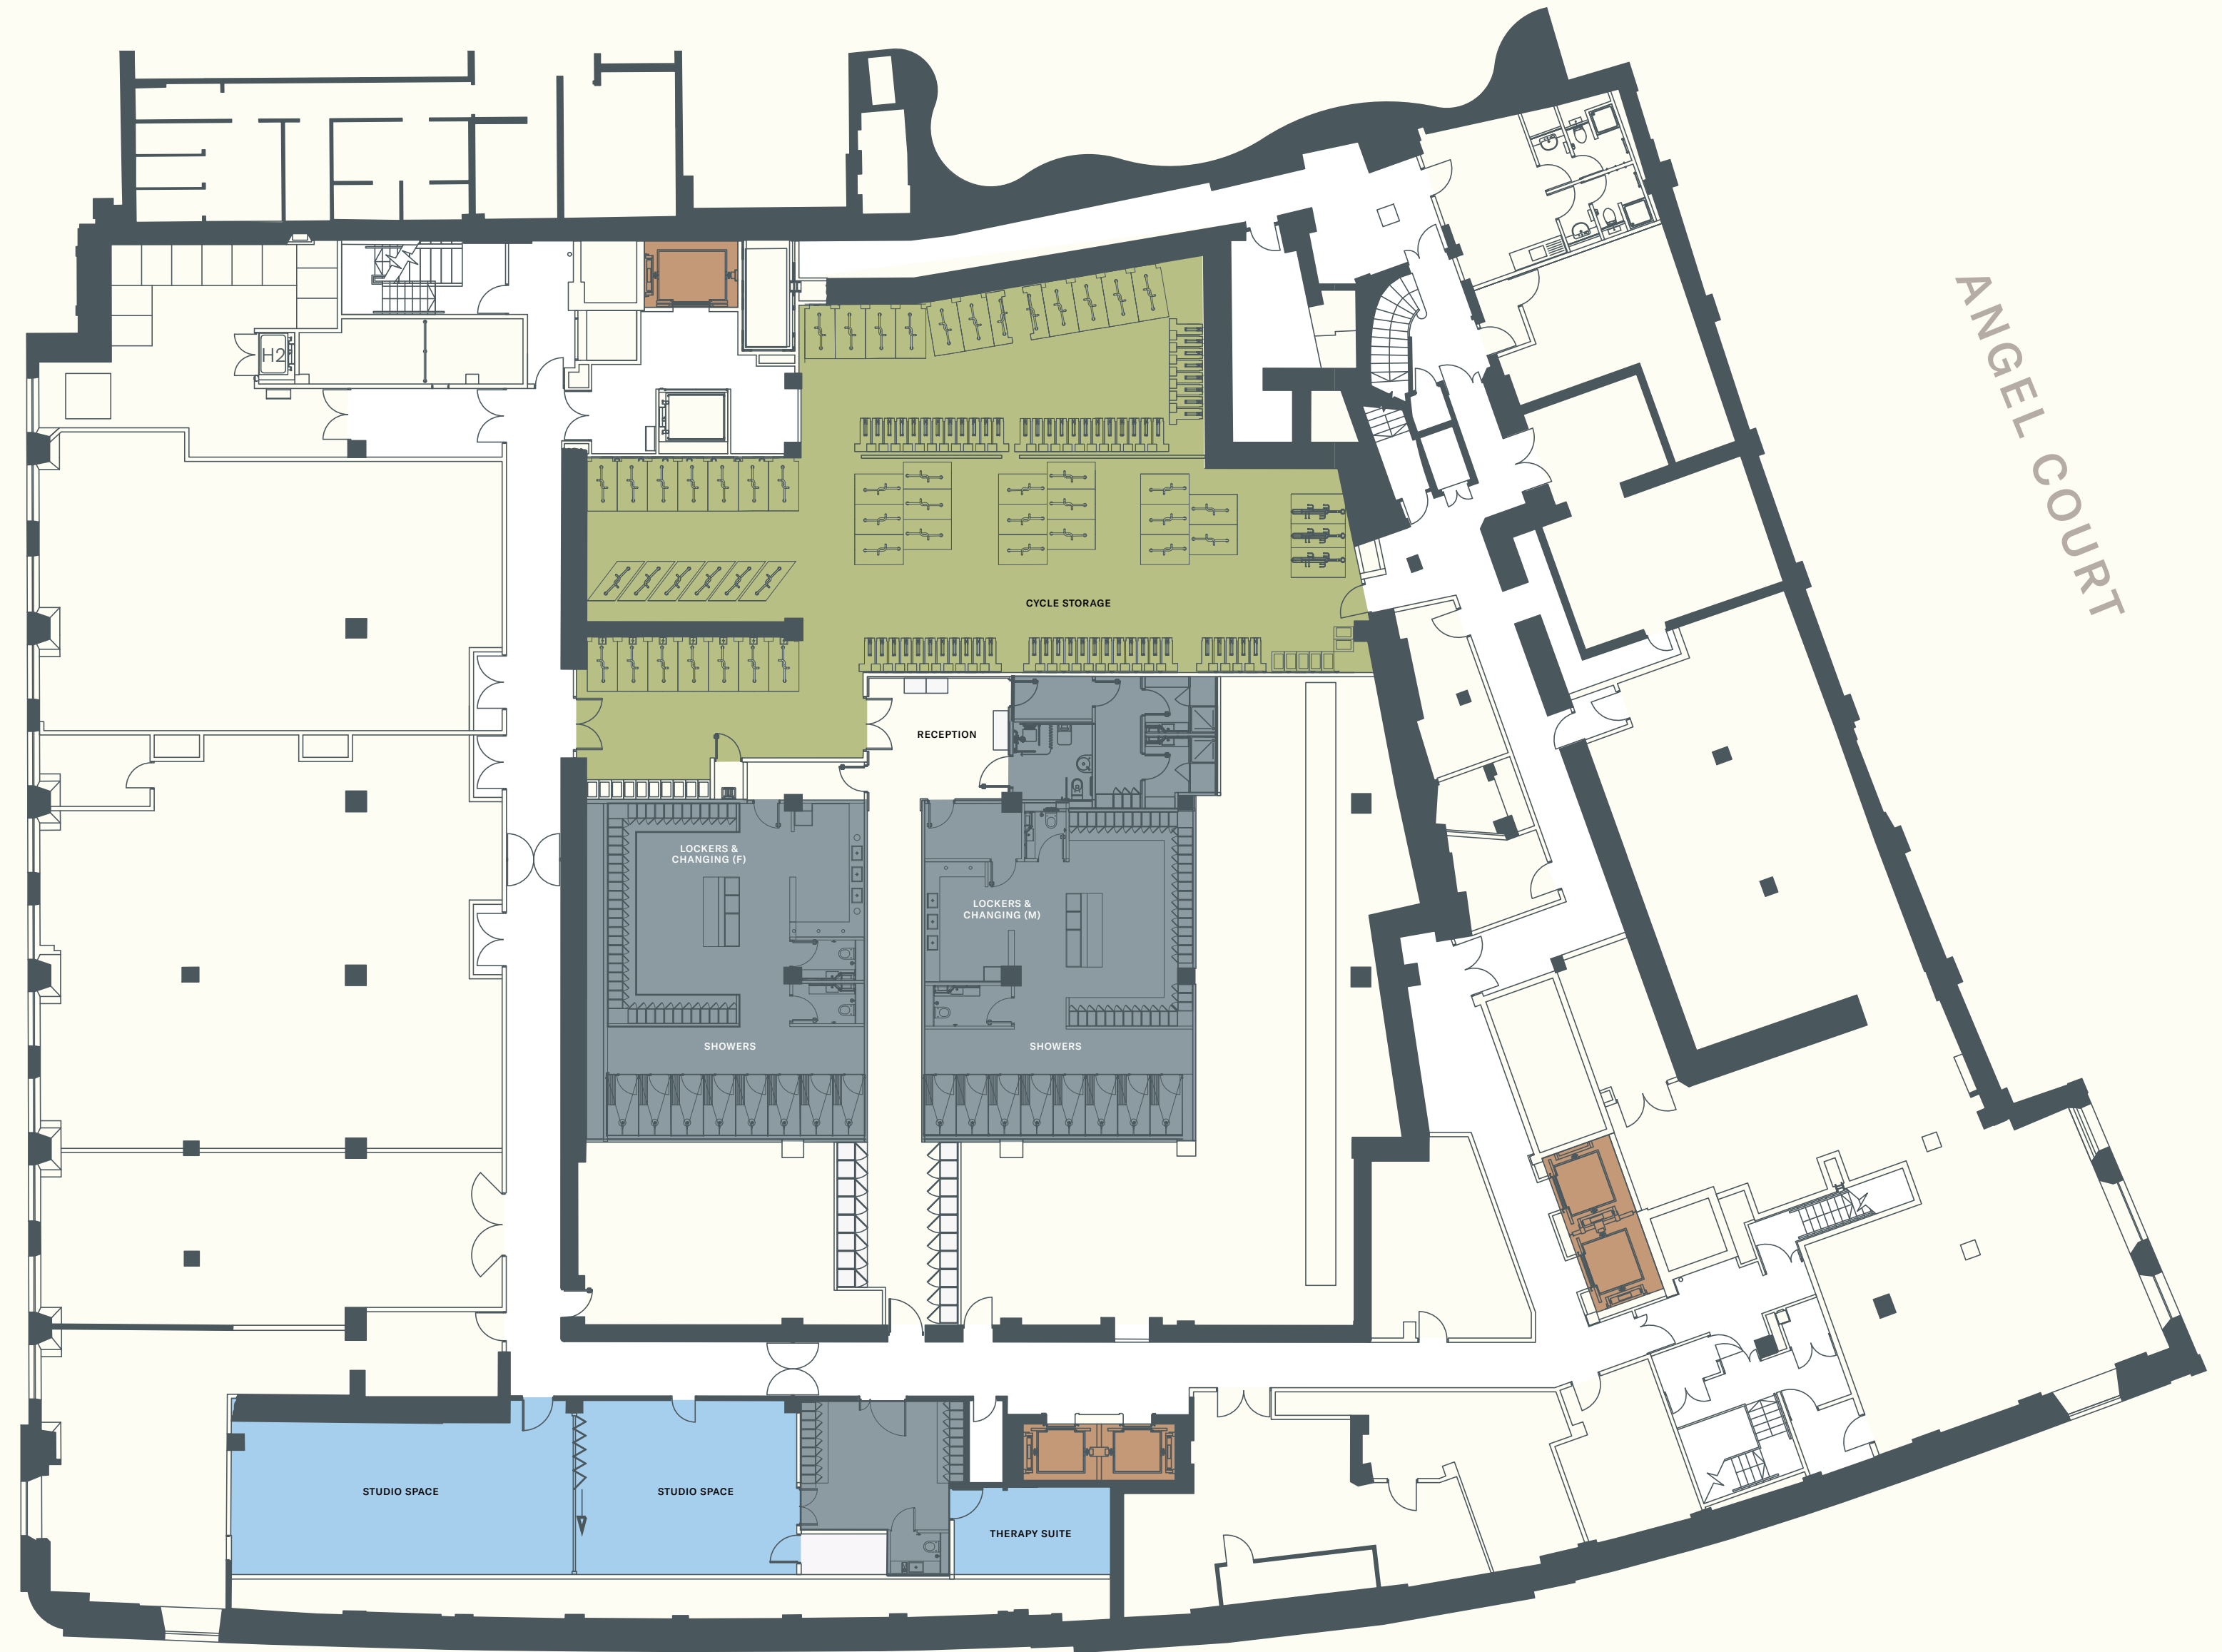 H2
ANGEL COURT
CYCLE STORAGE
RECEPTION
LOCKERS &
CHANGING (F)
LOCKERS &
CHANGING (M)
SHOWERS
SHOWERS
STUDIO SPACE
STUDIO SPACE
THERAPY SUITE